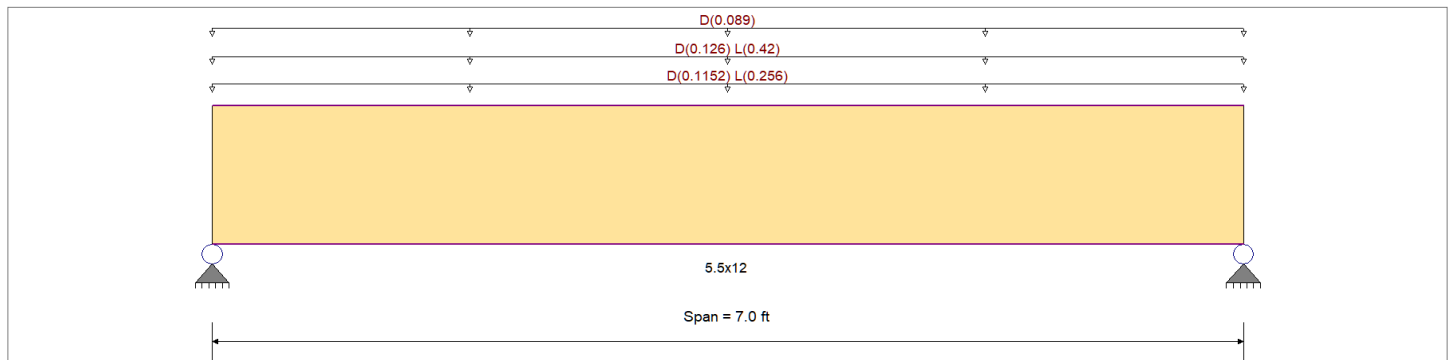 D(0.089)
D(0.126) L(0.42)
D(0.1152) L(0.256)
5.5x12
Span = 7.0 ft